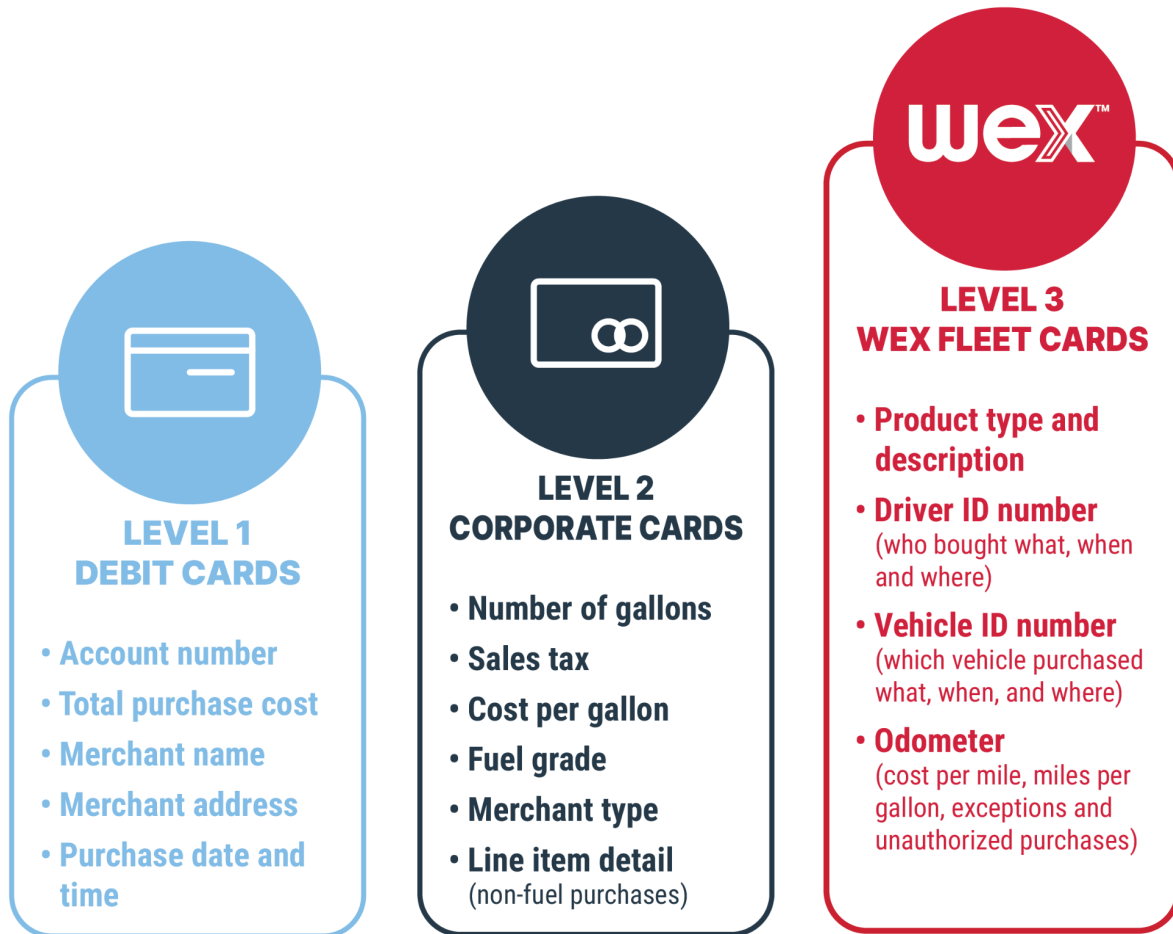 LEVEL 1
DEBIT CARDS
• Account number
• Total purchase cost
• Merchant name
• Merchant address
• Purchase date and
time
LEVEL 2
CORPORATE CARDS
• Number of gallons
• Sales tax
• Cost per gallon
• Fuel grade
• Merchant type
• Line item detail
(non-fuel purchases)
wex™
LEVEL 3
WEX FLEET CARDS
• Product type and
description
• Driver ID number
(who bought what, when
and where)
• Vehicle ID number
(which vehicle purchased
what, when, and where)
• Odometer
(cost per mile, miles per
gallon, exceptions and
unauthorized purchases)